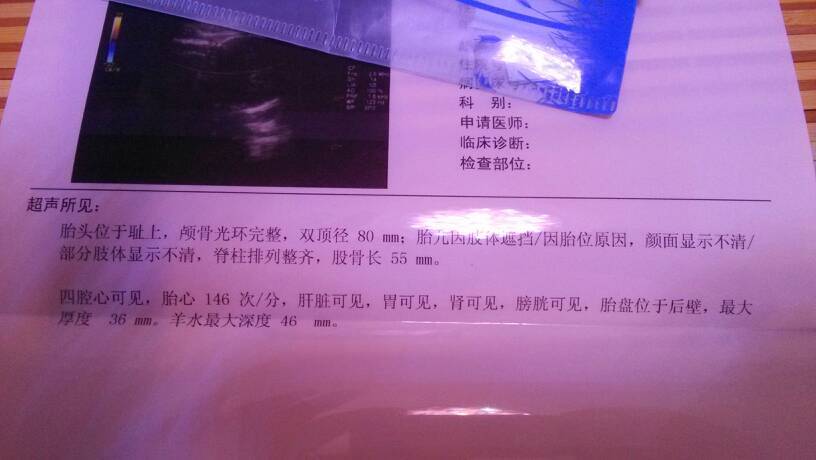 科 别:
申请医师:
临床诊断:
检查部位:
超声所见:
胎头位于耻上，颅骨光环完整，双顶径 80 mm；胎儿因肢体遮挡/因胎位原因，颜面显示不清/
部分肢体显示不清，脊柱排列整齐，股骨长 55 mm。
四腔心可见，胎心 146 次/分，肝脏可见，胃可见，肾可见，膀胱可见，胎盘位于后壁，最大
厚度 36 mm。羊水最大深度 46 mm。